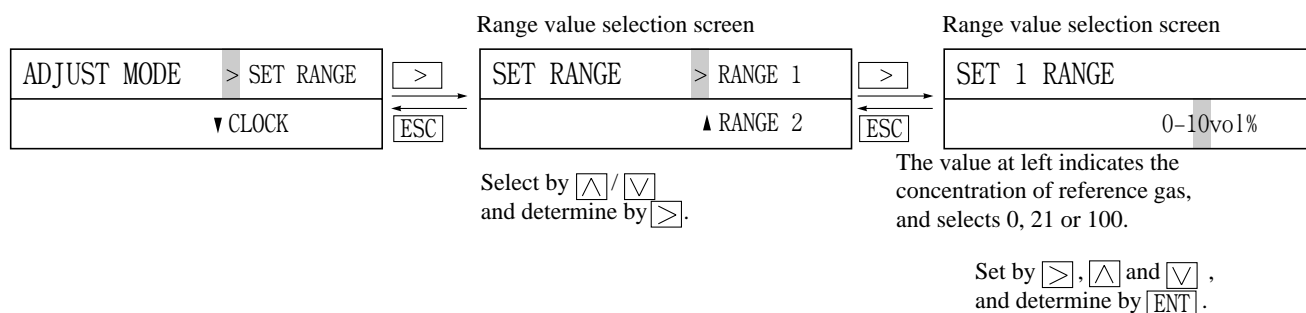 Range value selection screen
Range value selection screen
ADJUST MODE > SET RANGE
▼ CLOCK
>
ESC
SET RANGE > RANGE 1
▲ RANGE 2
>
ESC
SET 1 RANGE
0-10vol%
Select by ∧ / ∨
and determine by > .
The value at left indicates the
concentration of reference gas,
and selects 0, 21 or 100.
Set by > , ∧ and ∨ ,
and determine by ENT .